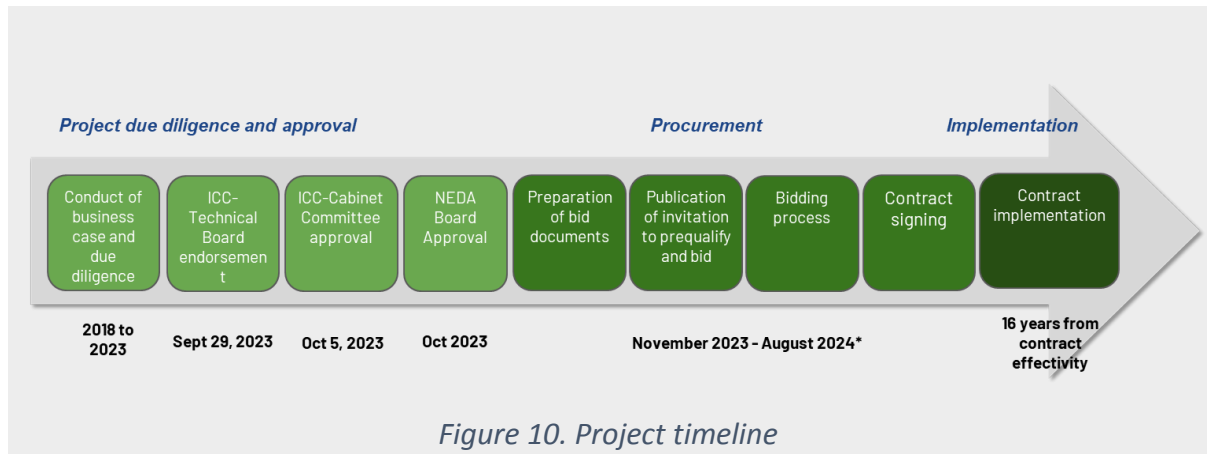 Project due diligence and approval
Procurement
Implementation
Conduct of
business
case and
due
diligence
ICC-
Technical
Board
endorsemen
t
ICC-Cabinet
Committee
approval
NEDA
Board
Approval
Preparation
of bid
documents
Publication
of invitation
to prequalify
and bid
Bidding
process
Contract
signing
Contract
implementation
2018 to
2023
Sept 29, 2023
Oct 5, 2023
Oct 2023
November 2023 - August 2024*
16 years from
contract
effectivity
Figure 10. Project timeline